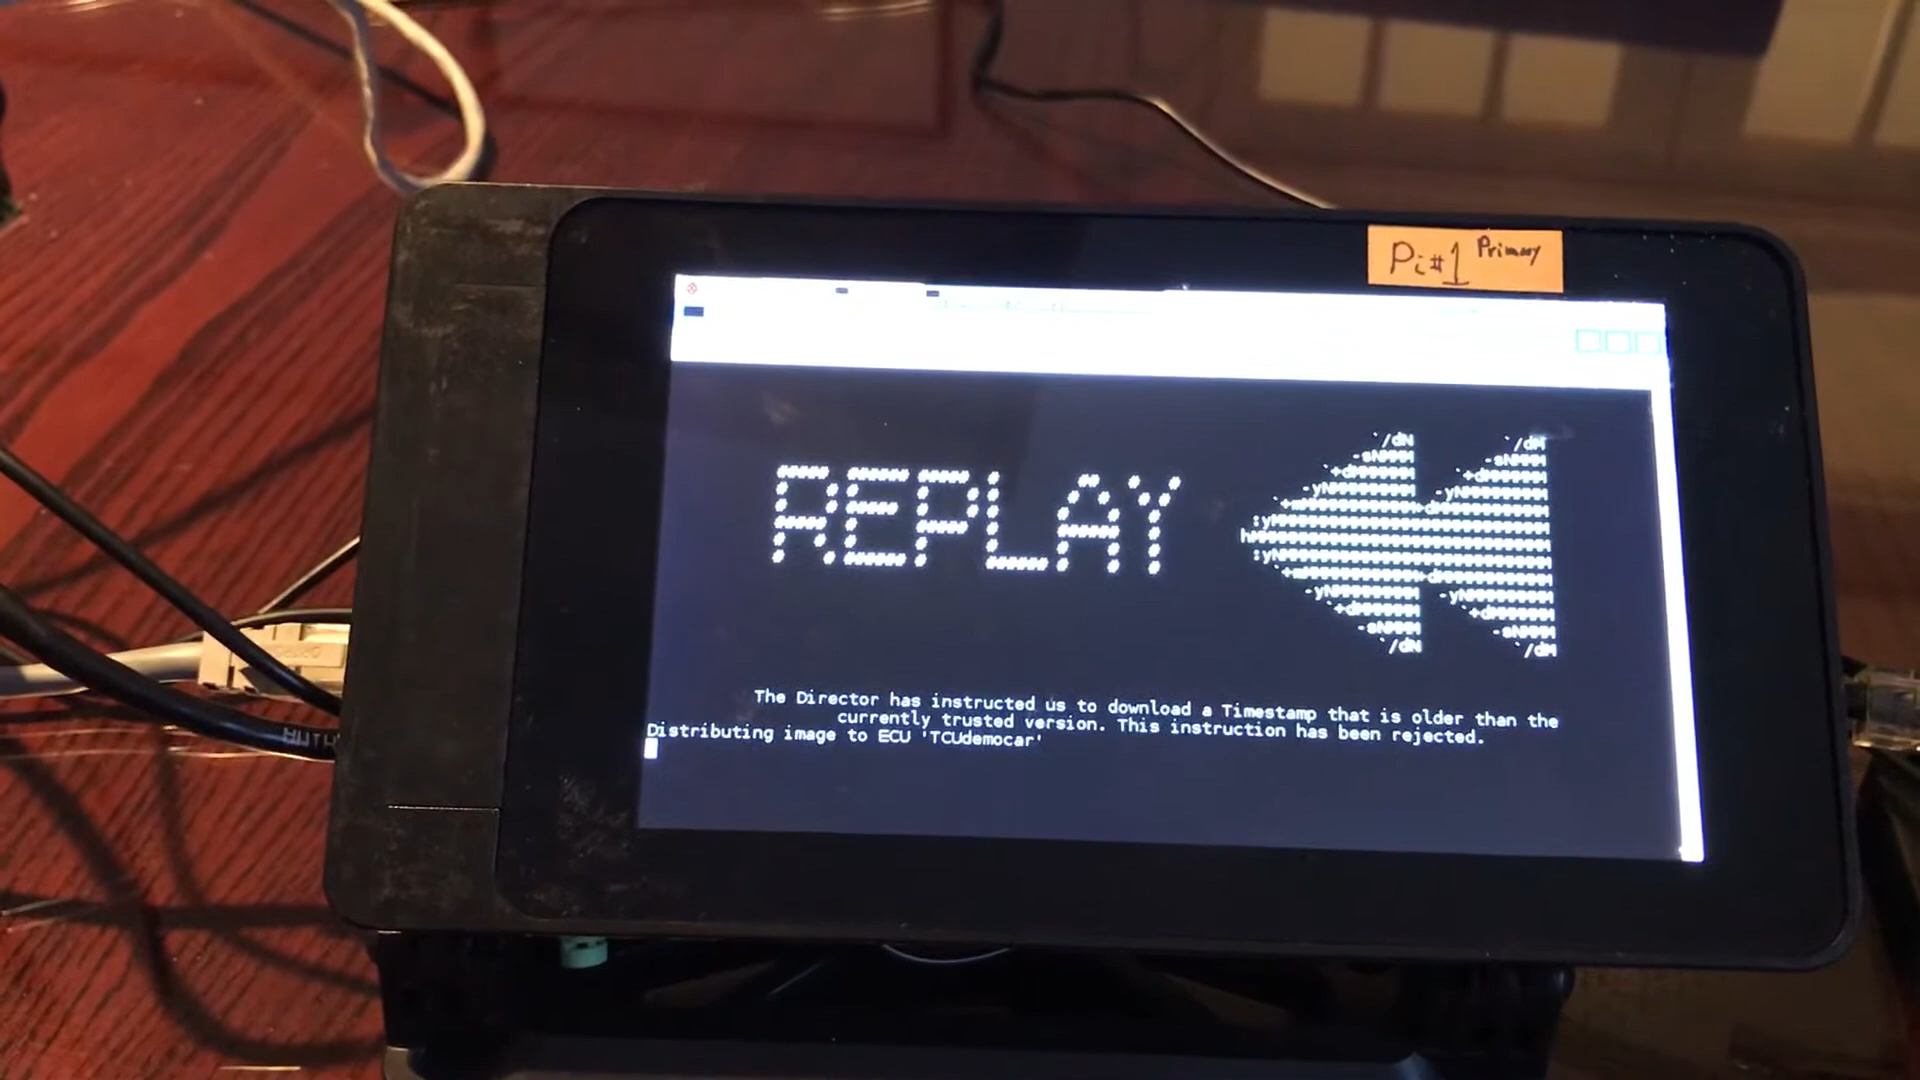 Pi#1 Primary
REPLAY
The Director has instructed us to download a Timestamp that is older than the
currently trusted version. This instruction has been rejected.
Distributing image to ECU 'TCUdemocar'